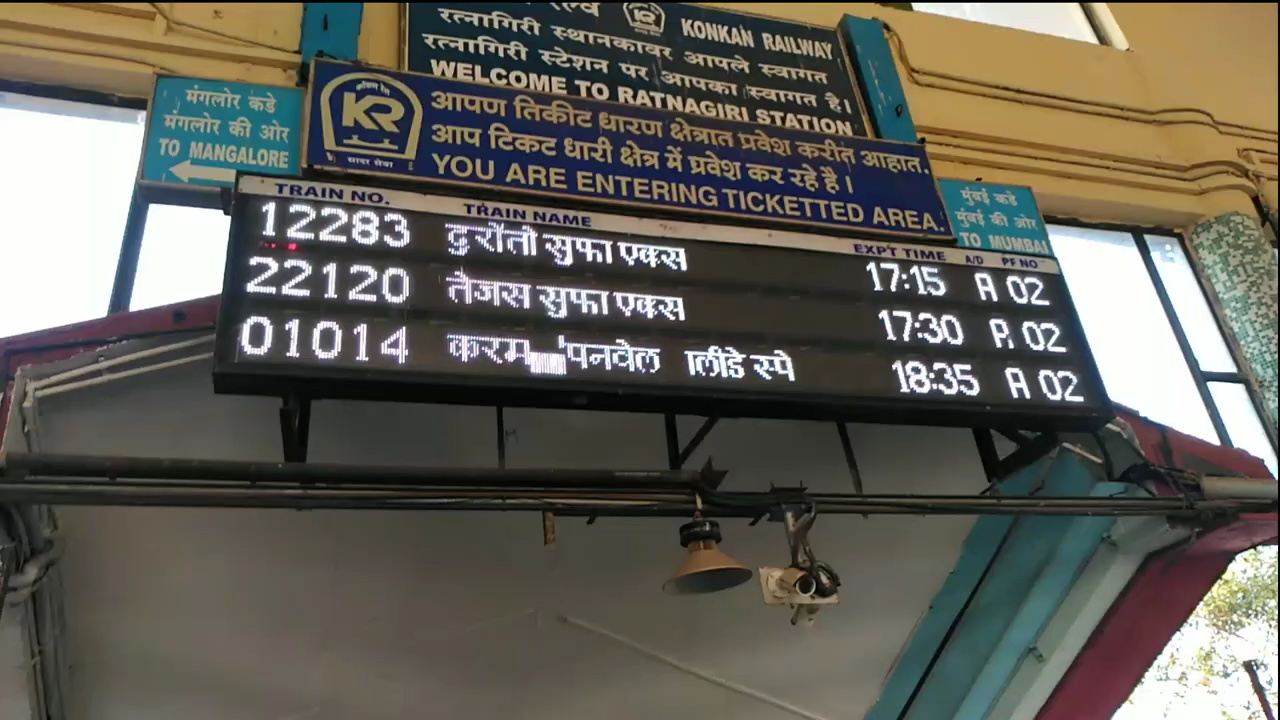 रत्नागिरी स्थानकावर आपले स्वागत
KONKAN RAILWAY
रत्नागिरी स्टेशन पर आपका स्वागत है।
WELCOME TO RATNAGIRI STATION
मंगलोर कडे
मंगलोर की ओर
TO MANGALORE
KR
सादर सेवा
आपण तिकीट धारण क्षेत्रात प्रवेश करीत आहात.
आप टिकट धारी क्षेत्र में प्रवेश कर रहे है।
YOU ARE ENTERING TICKETTED AREA.
मुंबई कडे
मुंबई की ओर
TO MUMBAI
TRAIN NO. TRAIN NAME EXPT TIME A/D PF NO
12283 दुरोंतो सुफा एक्स 17:15 A 02
22120 तेजस सुफा एक्स 17:30 02
01014 पनवेल स्पे 18:35 A 02